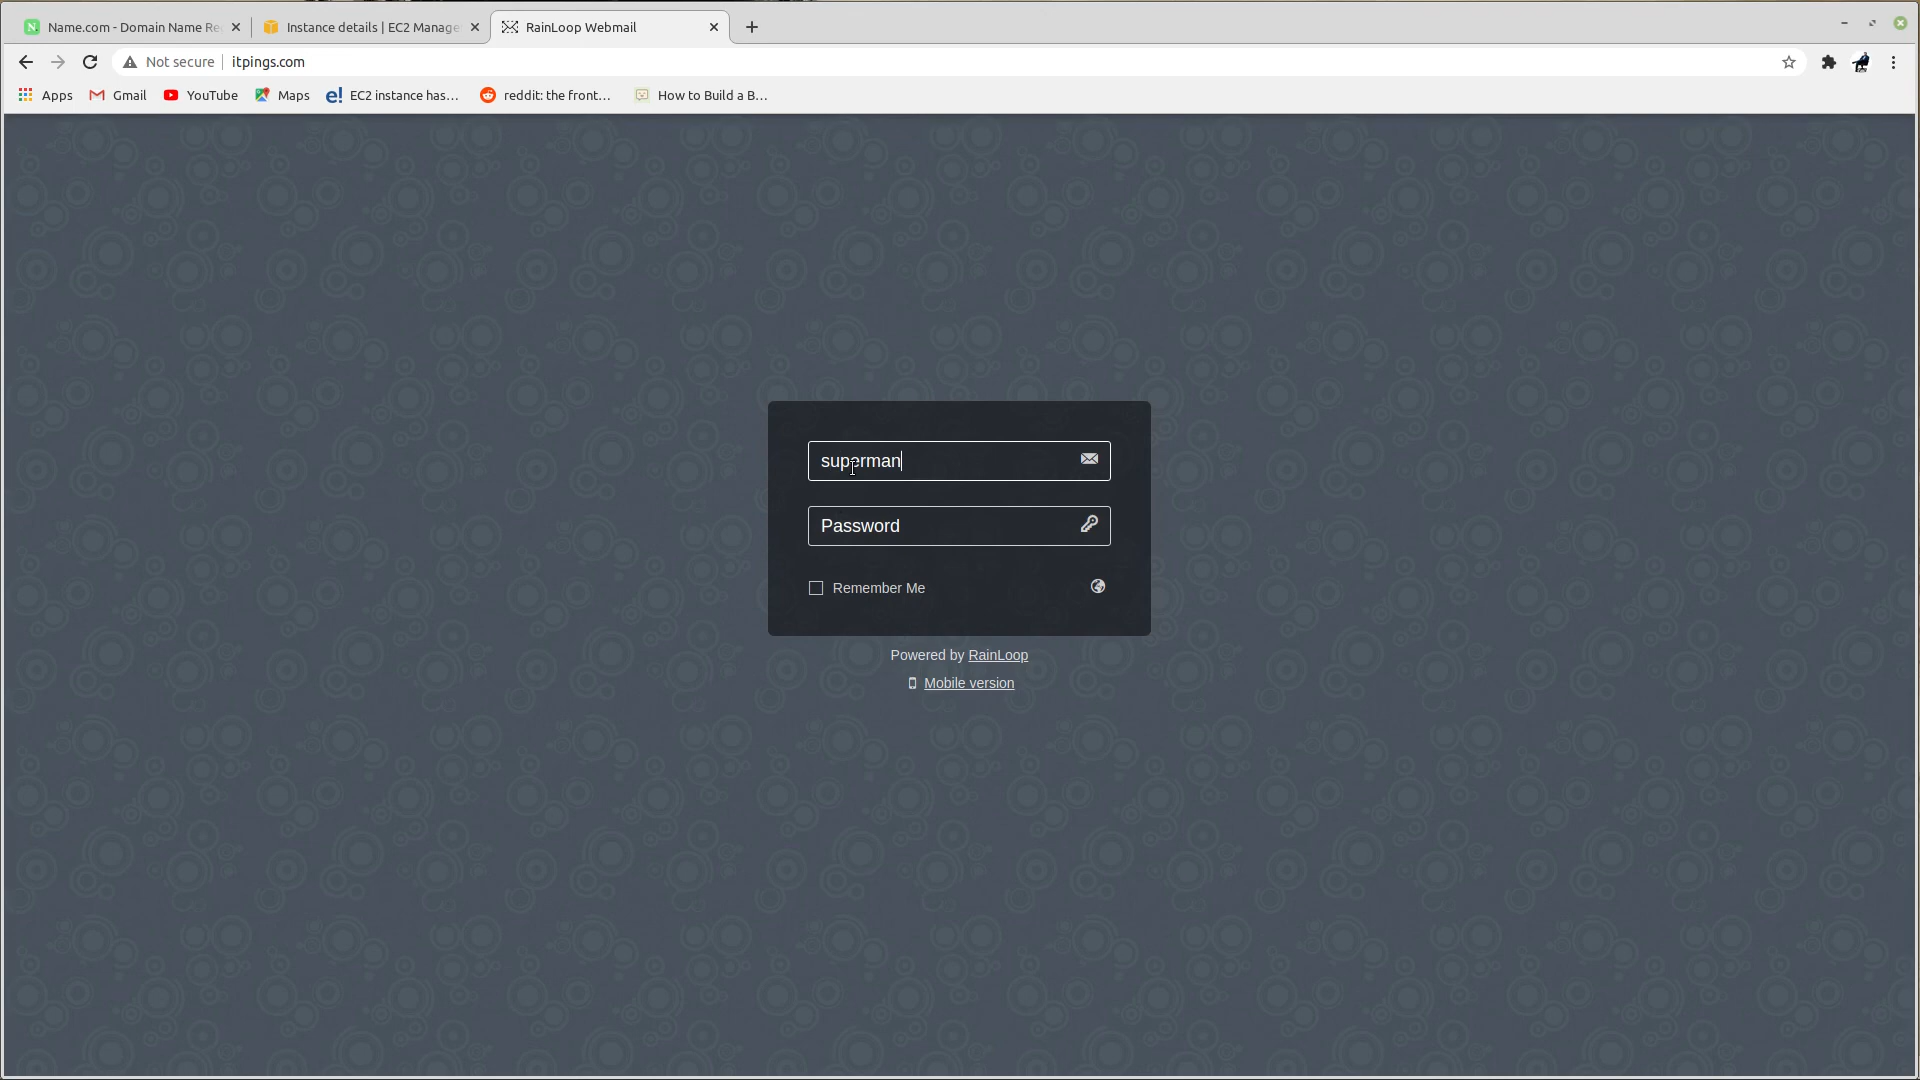 Name.com - Domain Name Re
Instance details | EC2 Manage
RainLoop Webmail
Not secure
itpings.com
Apps
Gmail
YouTube
Maps
e!
EC2 instance has...
reddit: the front...
How to Build a B...
superman
Password
Remember Me
Powered by RainLoop
Mobile version